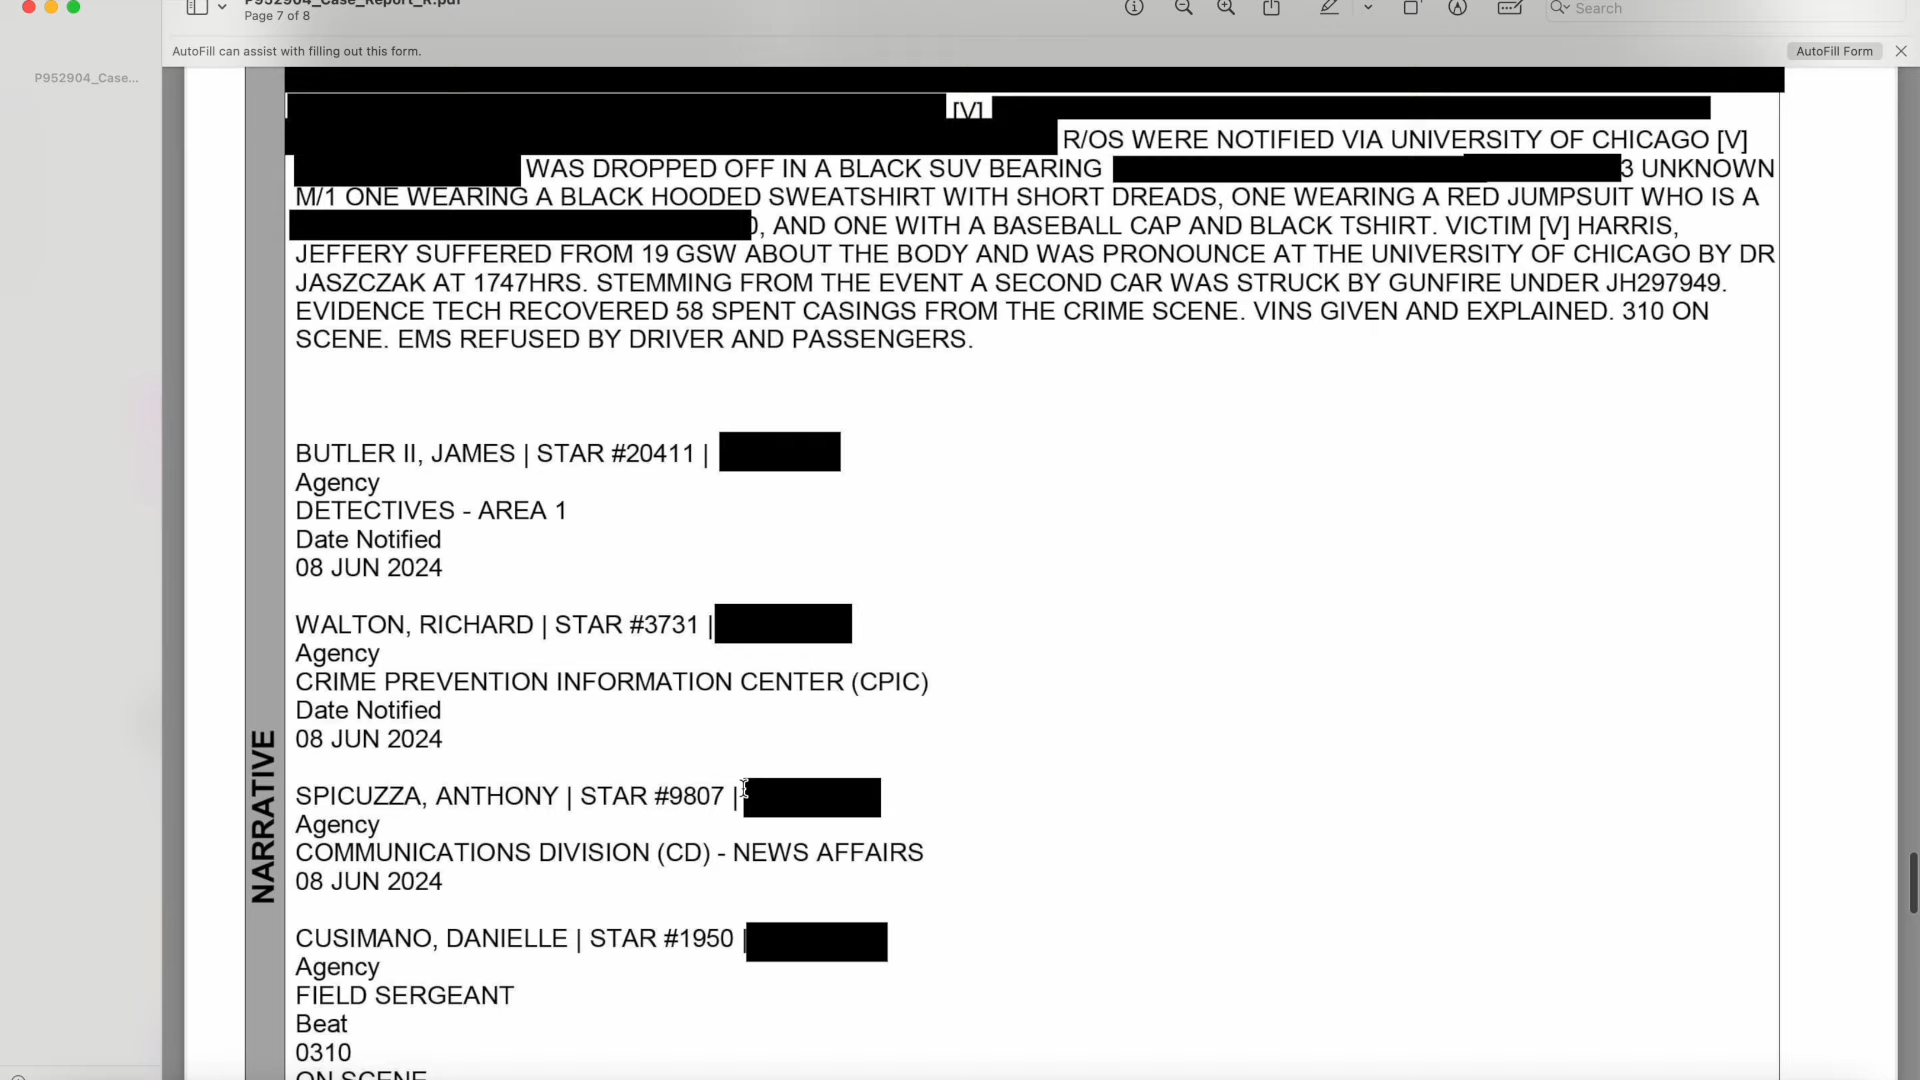 P952904_Case_Report_R.pdf
Page 7 of 8
Search
AutoFill can assist with filling out this form.
AutoFill Form
P952904_Case...
[V]
R/OS WERE NOTIFIED VIA UNIVERSITY OF CHICAGO [V]
WAS DROPPED OFF IN A BLACK SUV BEARING 3 UNKNOWN
M/1 ONE WEARING A BLACK HOODED SWEATSHIRT WITH SHORT DREADS, ONE WEARING A RED JUMPSUIT WHO IS A
, AND ONE WITH A BASEBALL CAP AND BLACK TSHIRT. VICTIM [V] HARRIS,
JEFFERY SUFFERED FROM 19 GSW ABOUT THE BODY AND WAS PRONOUNCE AT THE UNIVERSITY OF CHICAGO BY DR
JASZCZAK AT 1747HRS. STEMMING FROM THE EVENT A SECOND CAR WAS STRUCK BY GUNFIRE UNDER JH297949.
EVIDENCE TECH RECOVERED 58 SPENT CASINGS FROM THE CRIME SCENE. VINS GIVEN AND EXPLAINED. 310 ON
SCENE. EMS REFUSED BY DRIVER AND PASSENGERS.
BUTLER II, JAMES | STAR #20411 |
Agency
DETECTIVES - AREA 1
Date Notified
08 JUN 2024
WALTON, RICHARD | STAR #3731 |
Agency
CRIME PREVENTION INFORMATION CENTER (CPIC)
Date Notified
08 JUN 2024
SPICUZZA, ANTHONY | STAR #9807 |
Agency
COMMUNICATIONS DIVISION (CD) - NEWS AFFAIRS
08 JUN 2024
CUSIMANO, DANIELLE | STAR #1950 |
Agency
FIELD SERGEANT
Beat
0310
ON SCENE
NARRATIVE